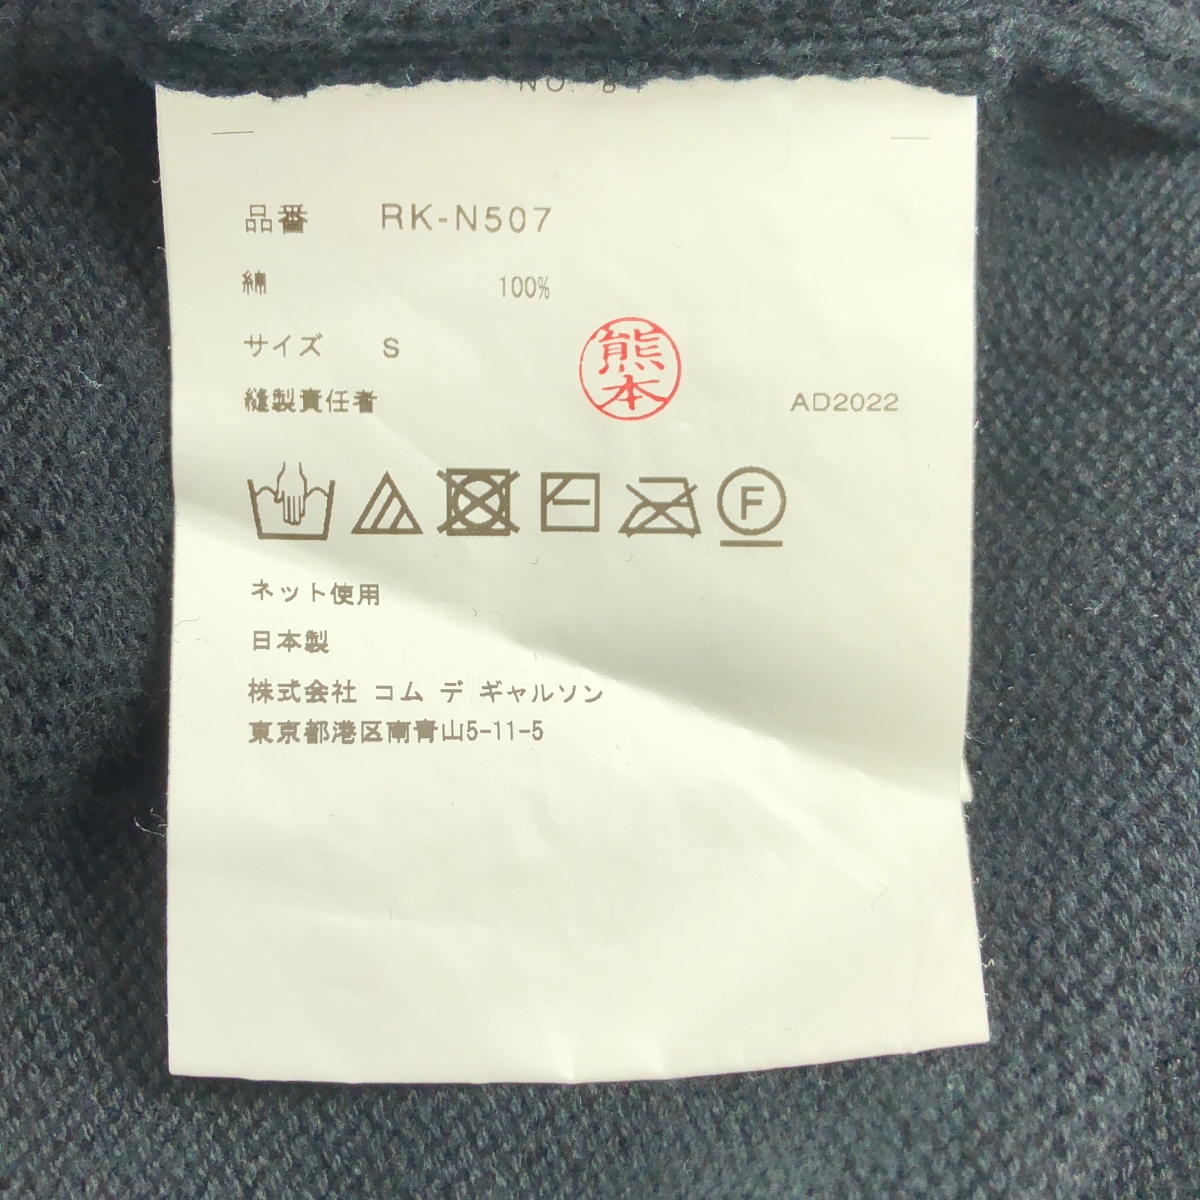 品番 RK-N507
綿 100%
サイズ S
熊本
縫製責任者 AD2022
F
ネット使用
日本製
株式会社 コム デ ギャルソン
東京都港区南青山5-11-5